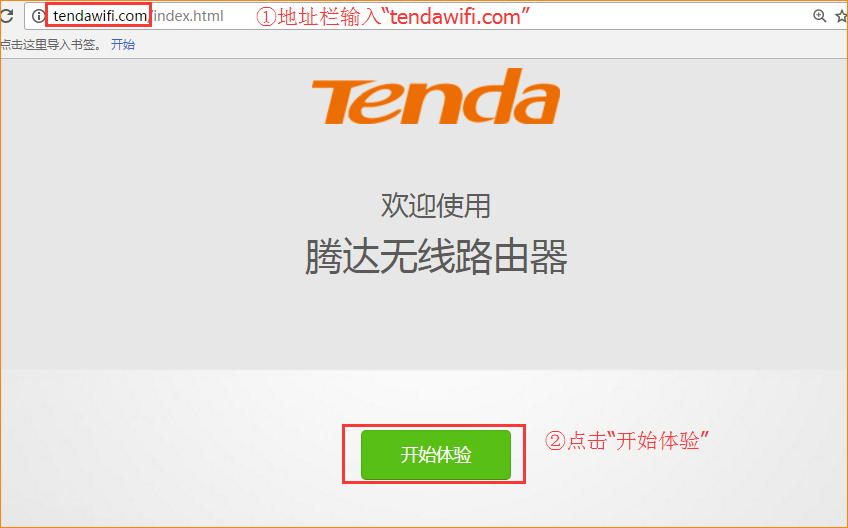 tendawifi.com/index.html ①地址栏输入“tendawifi.com”
点击这里导入书签。 开始
Tenda
欢迎使用
腾达无线路由器
开始体验 ②点击“开始体验”